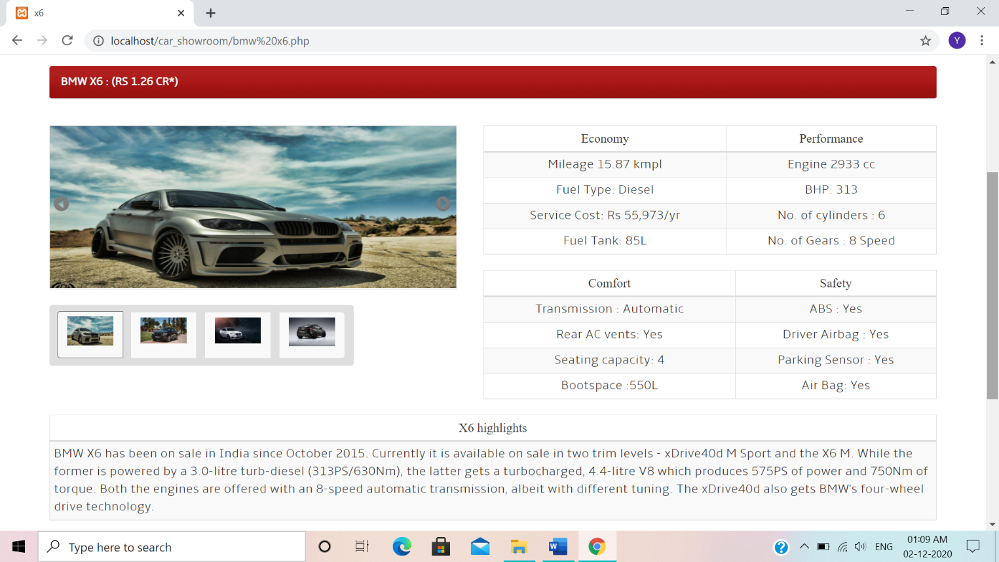 x6
localhost/car_showroom/bmw%20x6.php
Y
BMW X6 : (RS 1.26 CR*)
Economy Performance
Mileage 15.87 kmpl Engine 2933 cc
Fuel Type: Diesel BHP: 313
Service Cost: Rs 55,973/yr No. of cylinders : 6
Fuel Tank: 85L No. of Gears : 8 Speed
Comfort Safety
Transmission : Automatic ABS : Yes
Rear AC vents: Yes Driver Airbag : Yes
Seating capacity: 4 Parking Sensor : Yes
Bootspace :550L Air Bag: Yes
X6 highlights
BMW X6 has been on sale in India since October 2015. Currently it is available on sale in two trim levels - xDrive40d M Sport and the X6 M. While the
former is powered by a 3.0-litre turb-diesel (313PS/630Nm), the latter gets a turbocharged, 4.4-litre V8 which produces 575PS of power and 750Nm of
torque. Both the engines are offered with an 8-speed automatic transmission, albeit with different tuning. The xDrive40d also gets BMW's four-wheel
drive technology.
Type here to search
W
ENG
01:09 AM
02-12-2020